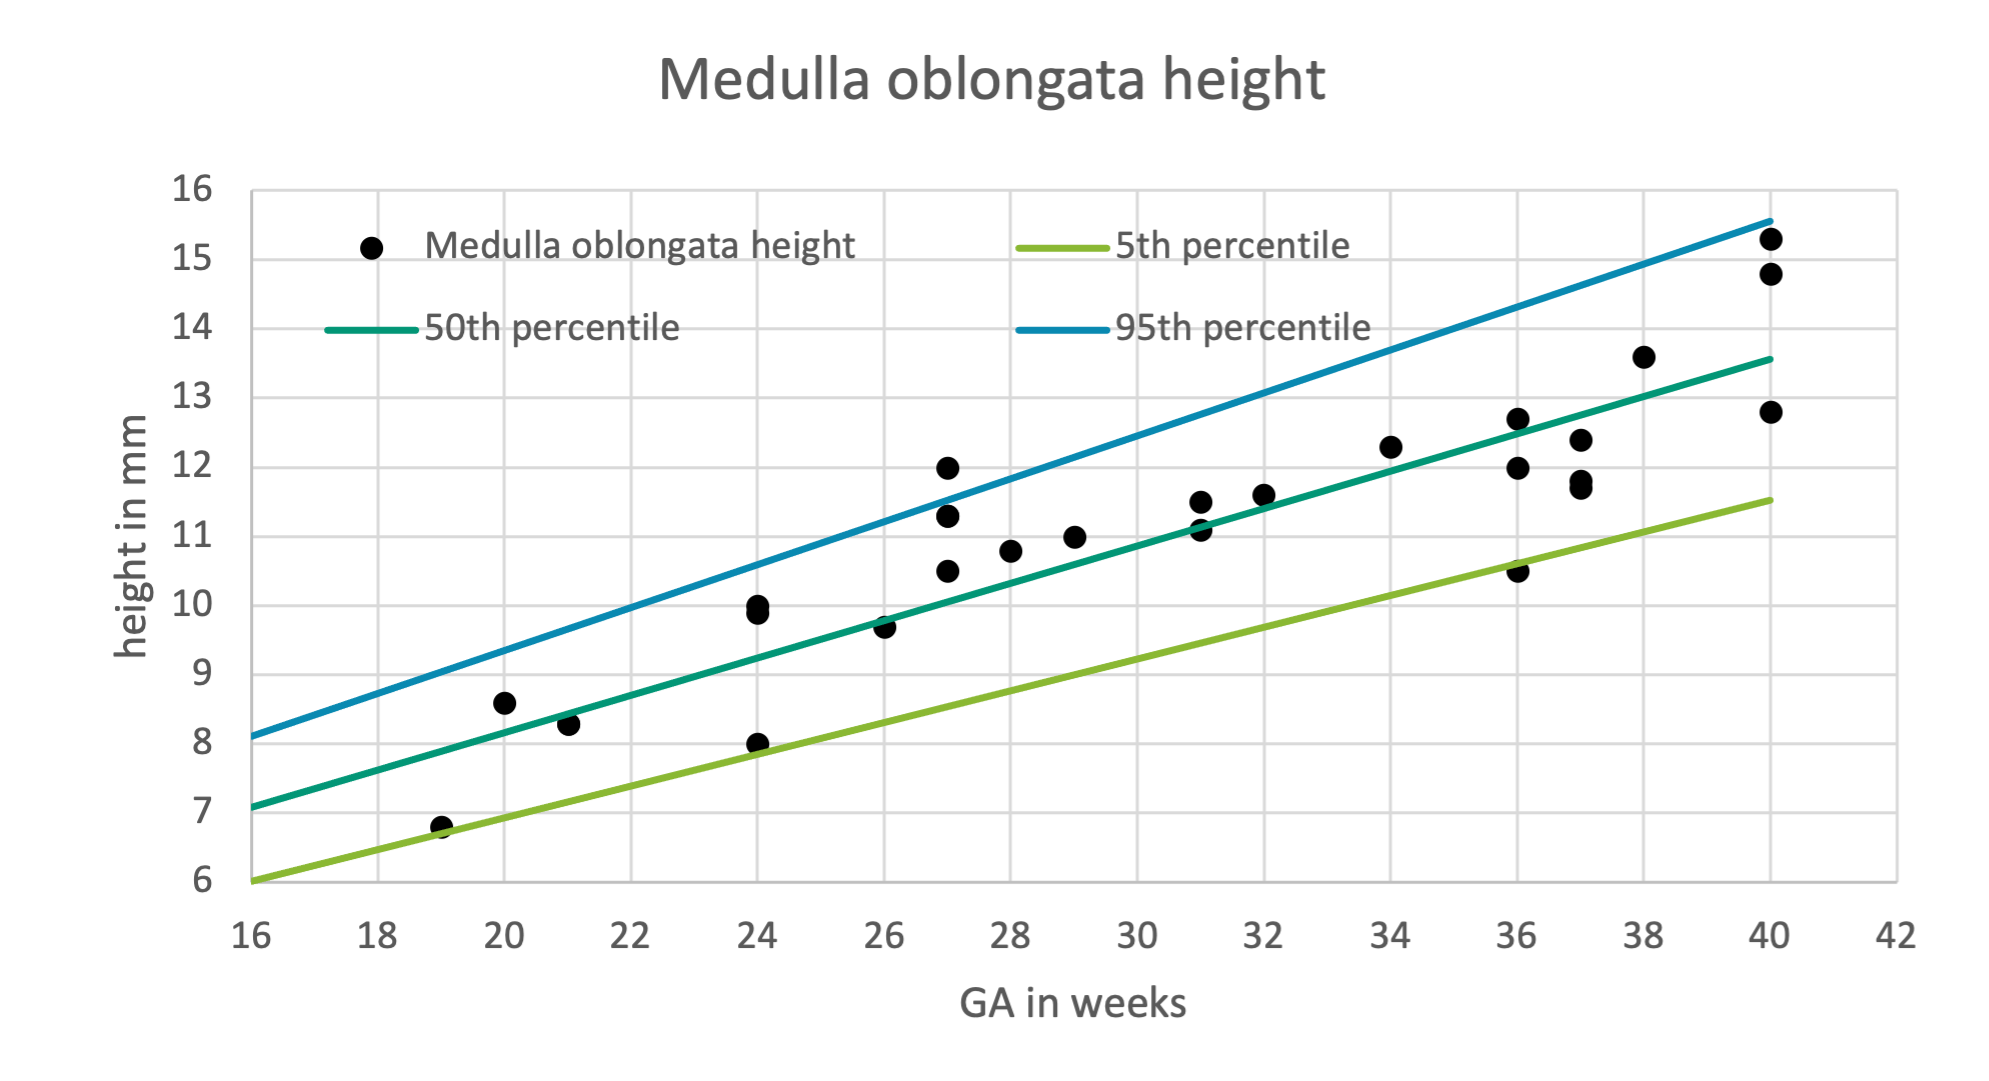 Medulla oblongata height
16
15
14
13
12
11
10
9
8
7
6
height in mm
Medulla oblongata height
5th percentile
50th percentile
95th percentile
16 18 20 22 24 26 28 30 32 34 36 38 40 42
GA in weeks